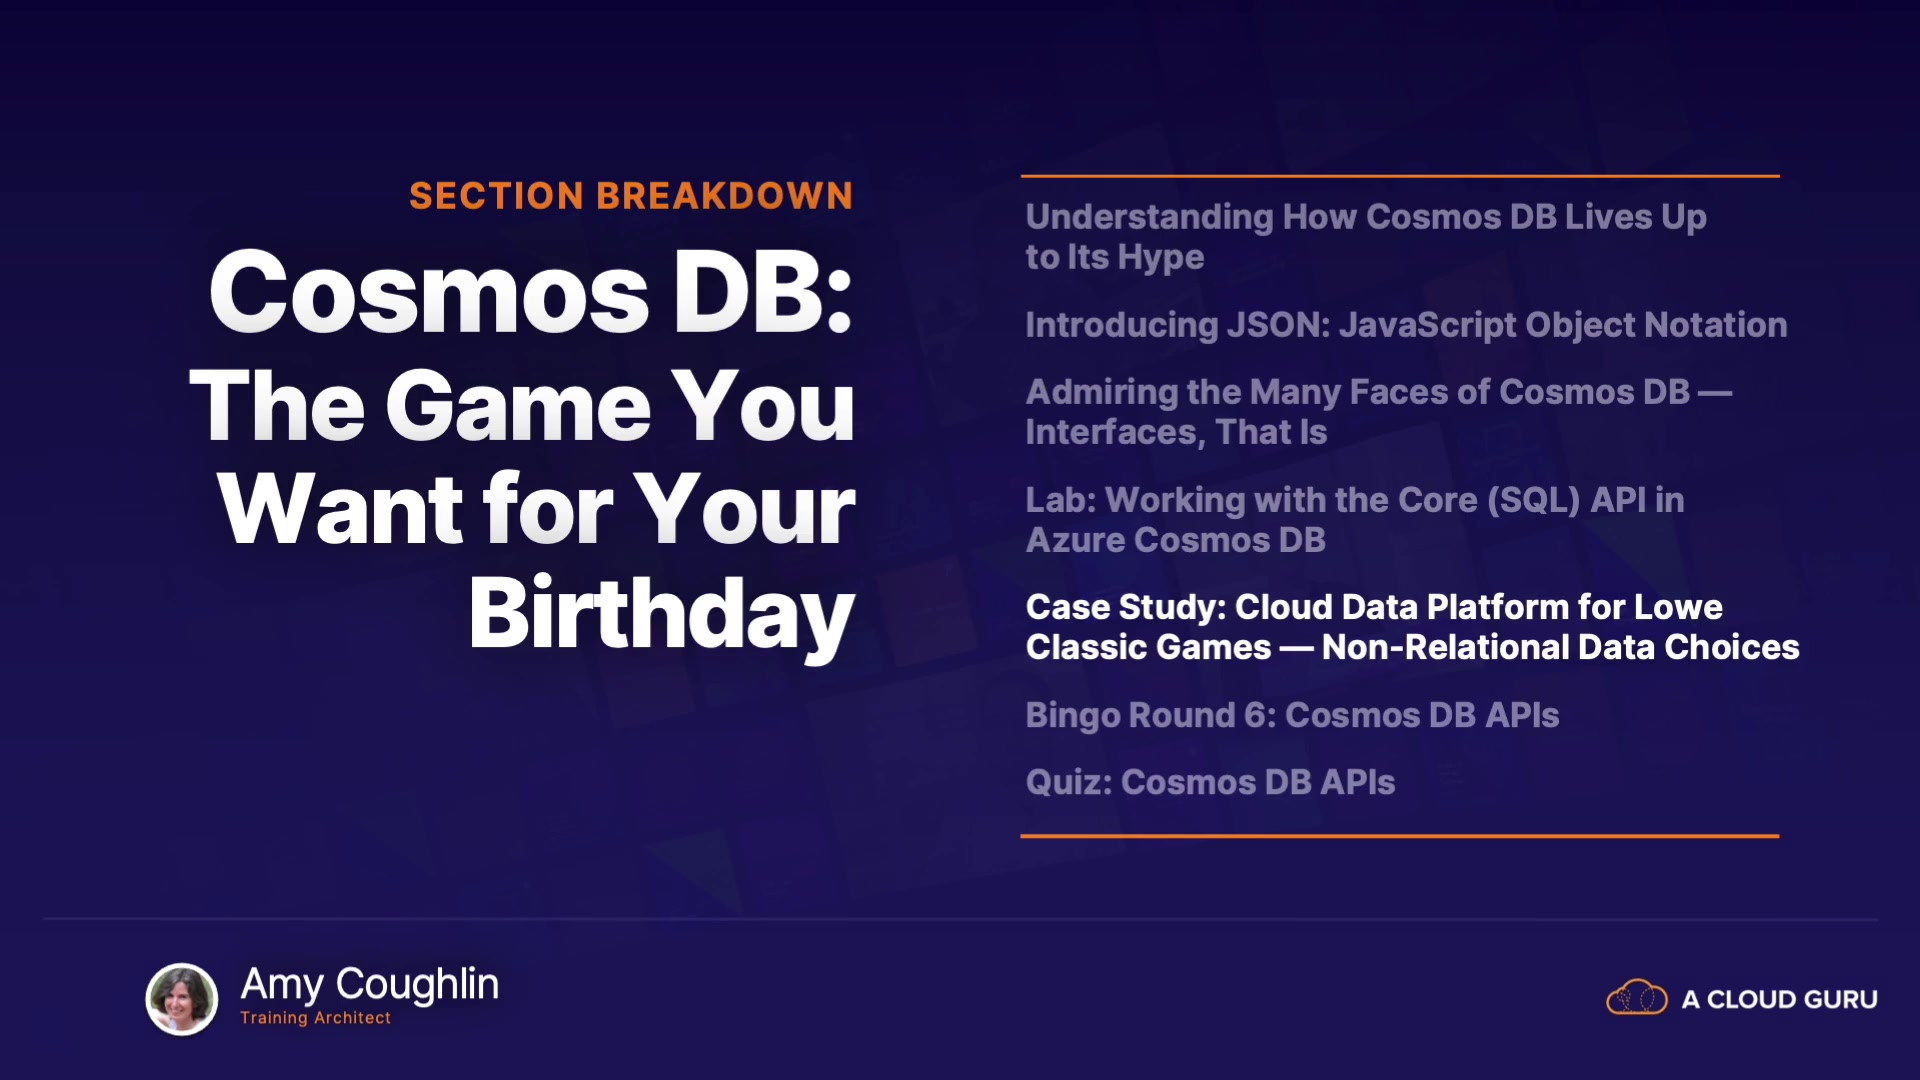 SECTION BREAKDOWN
Cosmos DB:
The Game You
Want for Your
Birthday
Understanding How Cosmos DB Lives Up
to Its Hype
Introducing JSON: JavaScript Object Notation
Admiring the Many Faces of Cosmos DB —
Interfaces, That Is
Lab: Working with the Core (SQL) API in
Azure Cosmos DB
Case Study: Cloud Data Platform for Lowe
Classic Games — Non-Relational Data Choices
Bingo Round 6: Cosmos DB APIs
Quiz: Cosmos DB APIs
Amy Coughlin
Training Architect
A CLOUD GURU